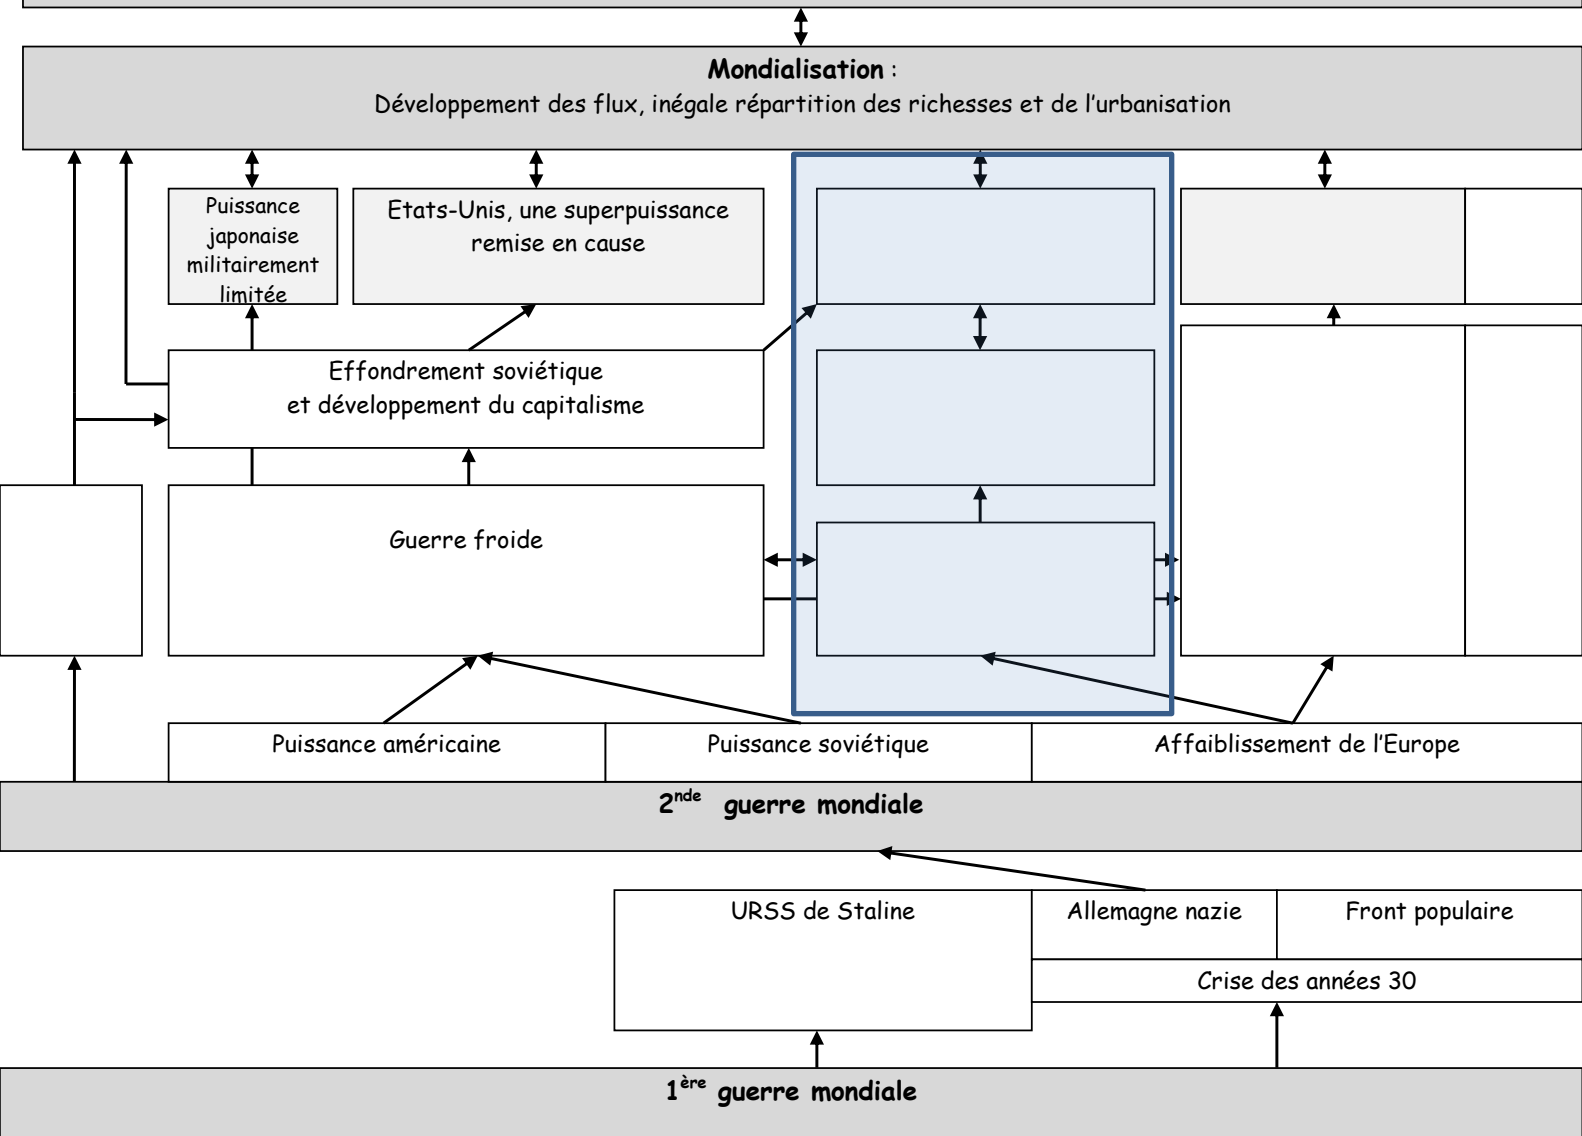 Mondialisation :
Développement des flux, inégale répartition des richesses et de l'urbanisation
Puissance
japonaise
militairement
limitée
Etats-Unis, une superpuissance
remise en cause
Effondrement soviétique
et développement du capitalisme
Guerre froide
Puissance américaine
Puissance soviétique
Affaiblissement de l'Europe
2nde guerre mondiale
URSS de Staline
Allemagne nazie
Front populaire
Crise des années 30
1ère guerre mondiale